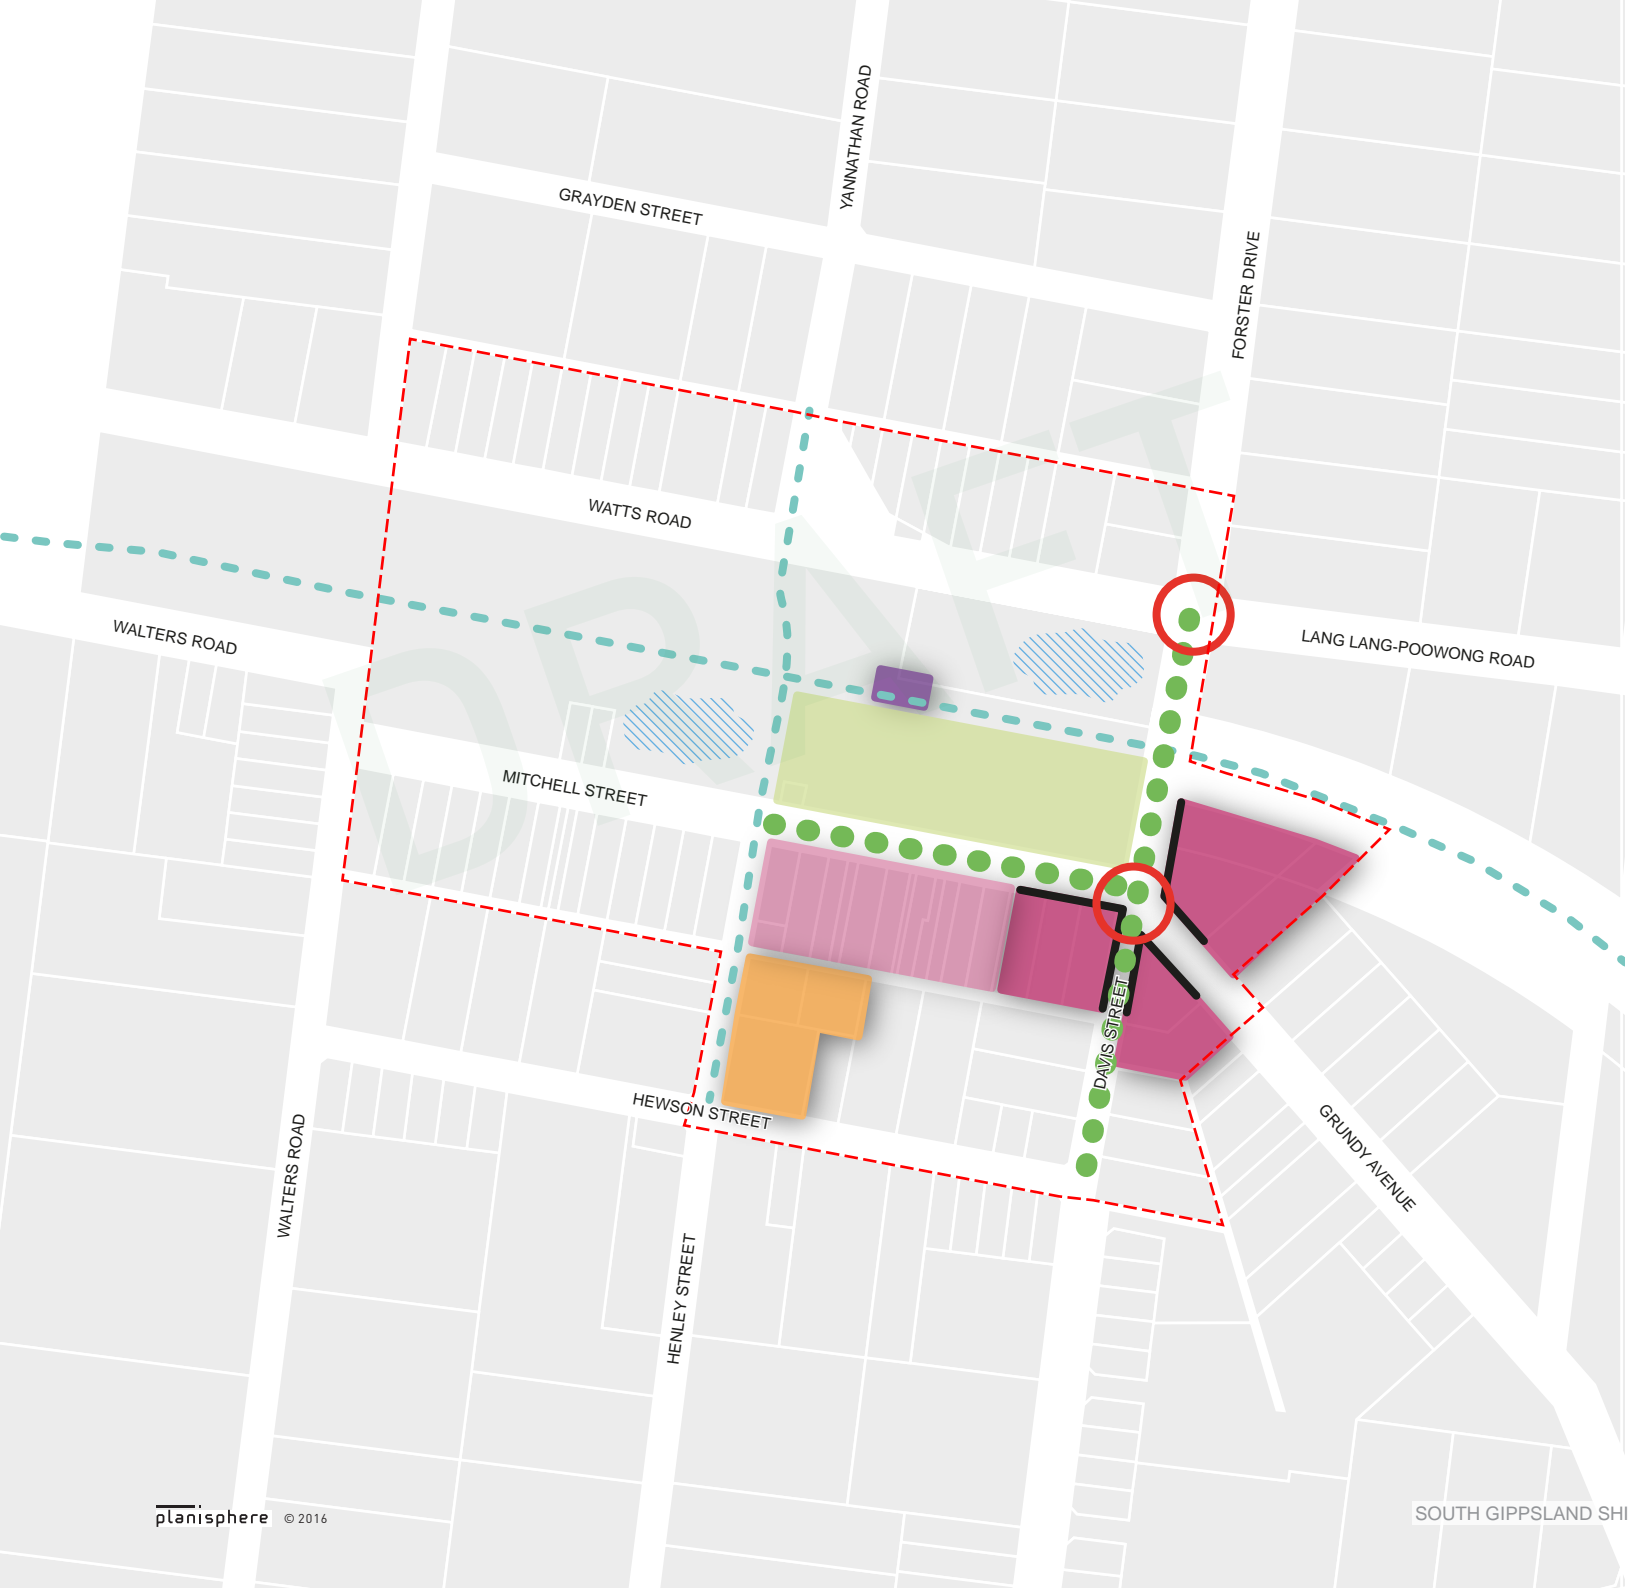 YANNATHAN ROAD
GRAYDEN STREET
FORSTER DRIVE
WATTS ROAD
WALTERS ROAD
LANG LANG-POOWONG ROAD
MITCHELL STREET
DRAFT
DAVIS STREET
HEWSON STREET
GRUNDY AVENUE
WALTERS ROAD
HENLEY STREET
planisphere © 2016
SOUTH GIPPSLAND SHI